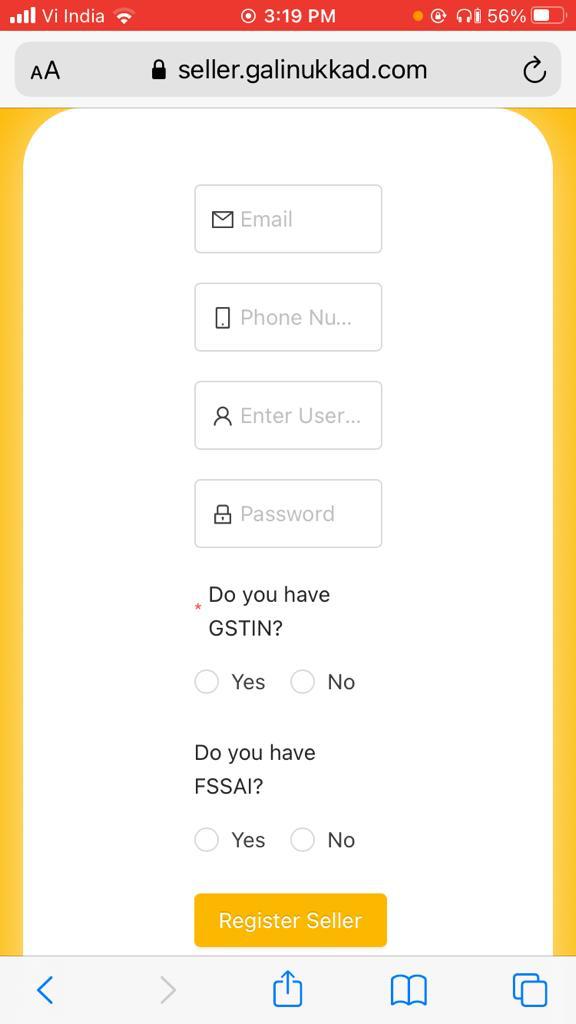 Vi India 3:19 PM 56%
AA seller.galinukkad.com
Email
Phone Nu...
Enter User...
Password
* Do you have
GSTIN?
Yes No
Do you have
FSSAI?
Yes No
Register Seller